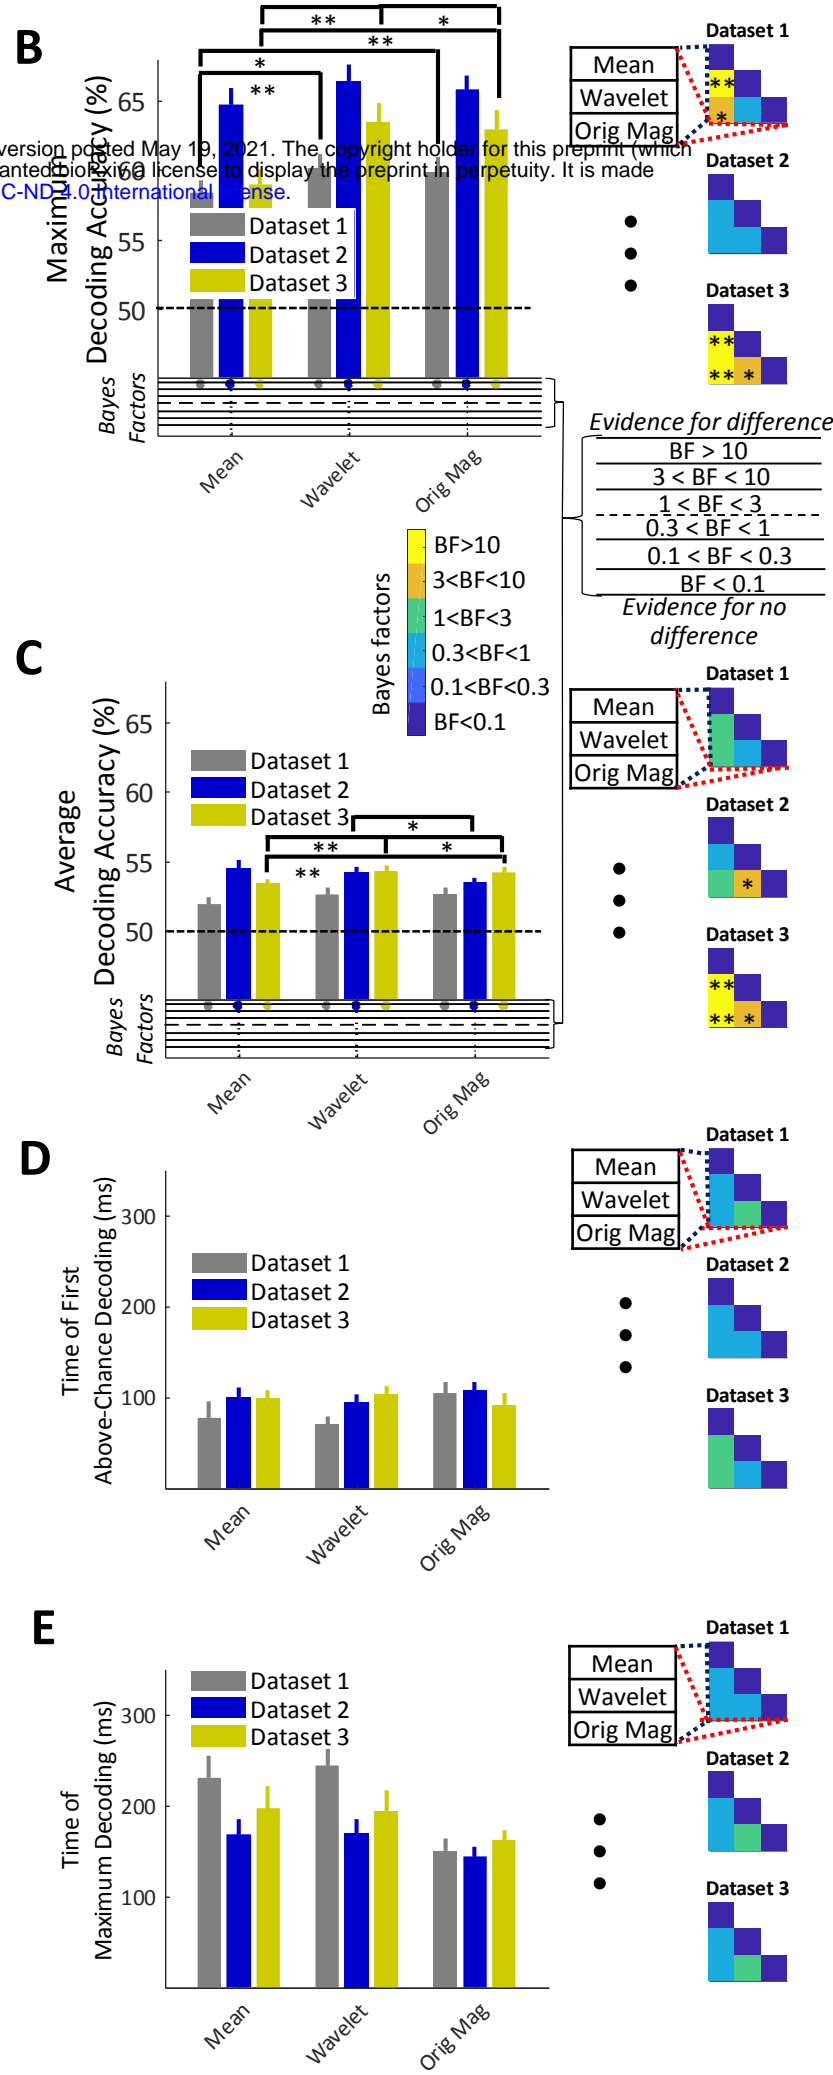 B
**
*
**
*
**
65
60
55
50
Maximum
Decoding Accuracy (%)
version posted May 19, 2021. The copyright holder for this preprint (which
license to display the preprint in perpetuity. It is made
C-ND 4.0 International license.
Dataset 1
Dataset 2
Dataset 3
Bayes
Factors
Mean
Wavelet
Orig Mag
Mean
Wavelet
Orig Mag
Dataset 1
**
*
Dataset 2
Dataset 3
**
** *
Evidence for difference
BF > 10
3 < BF < 10
1 < BF < 3
0.3 < BF < 1
0.1 < BF < 0.3
BF < 0.1
Evidence for no
difference
Bayes factors
BF>10
3<BF<10
1<BF<3
0.3<BF<1
0.1<BF<0.3
BF<0.1
C
Average
Decoding Accuracy (%)
65
60
55
50
Dataset 1
Dataset 2
Dataset 3
*
**
*
**
Bayes
Factors
Mean
Wavelet
Orig Mag
Mean
Wavelet
Orig Mag
Dataset 1
Dataset 2
*
Dataset 3
**
** *
D
Time of First
Above-Chance Decoding (ms)
300
200
100
Dataset 1
Dataset 2
Dataset 3
Mean
Wavelet
Orig Mag
Mean
Wavelet
Orig Mag
Dataset 1
Dataset 2
Dataset 3
E
Time of
Maximum Decoding (ms)
300
200
100
Dataset 1
Dataset 2
Dataset 3
Mean
Wavelet
Orig Mag
Mean
Wavelet
Orig Mag
Dataset 1
Dataset 2
Dataset 3